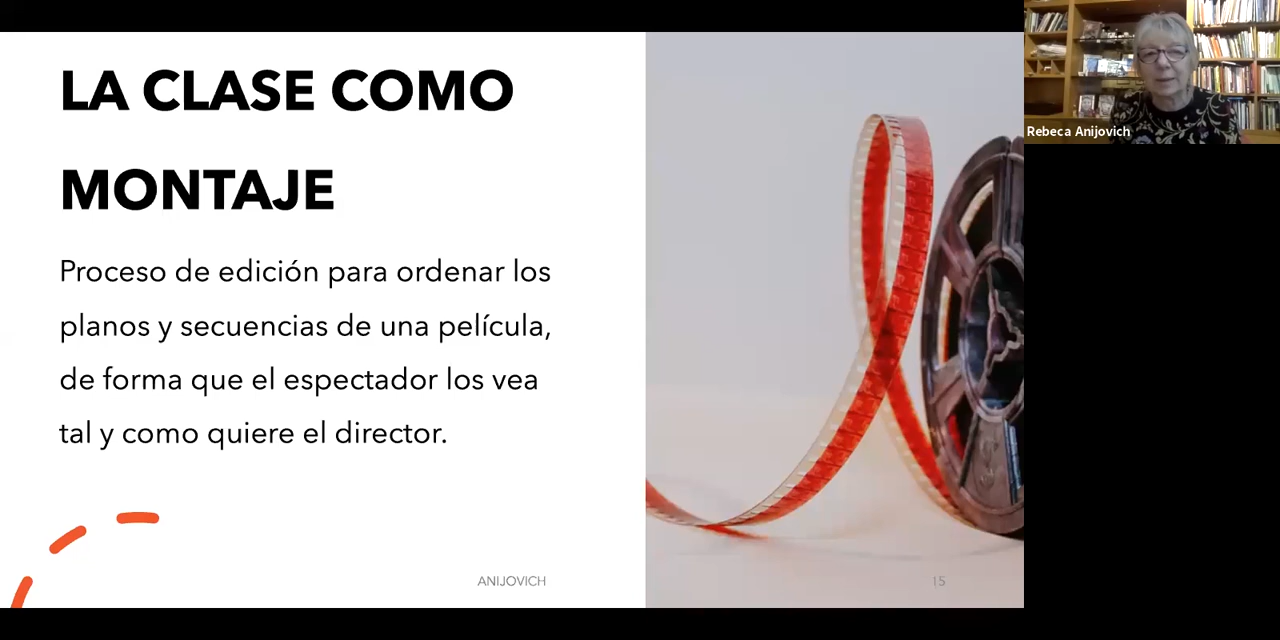 LA CLASE COMO
MONTAJE
Proceso de edición para ordenar los
planos y secuencias de una película,
de forma que el espectador los vea
tal y como quiere el director.
ANIJOVICH
15
Rebeca Anijovich